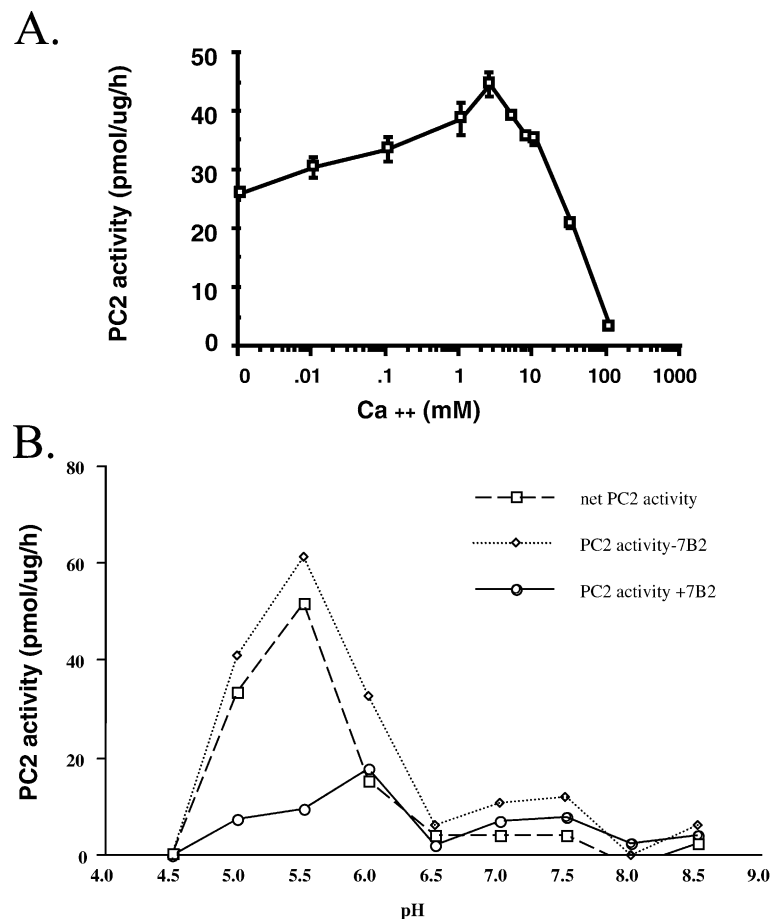 A.
PC2 activity (pmol/ug/h)
50
40
30
20
10
0
0 .01 .1 1 10 100 1000
Ca ++ (mM)
B.
PC2 activity (pmol/ug/h)
80
60
40
20
0
net PC2 activity
PC2 activity-7B2
PC2 activity +7B2
4.0 4.5 5.0 5.5 6.0 6.5 7.0 7.5 8.0 8.5 9.0
pH